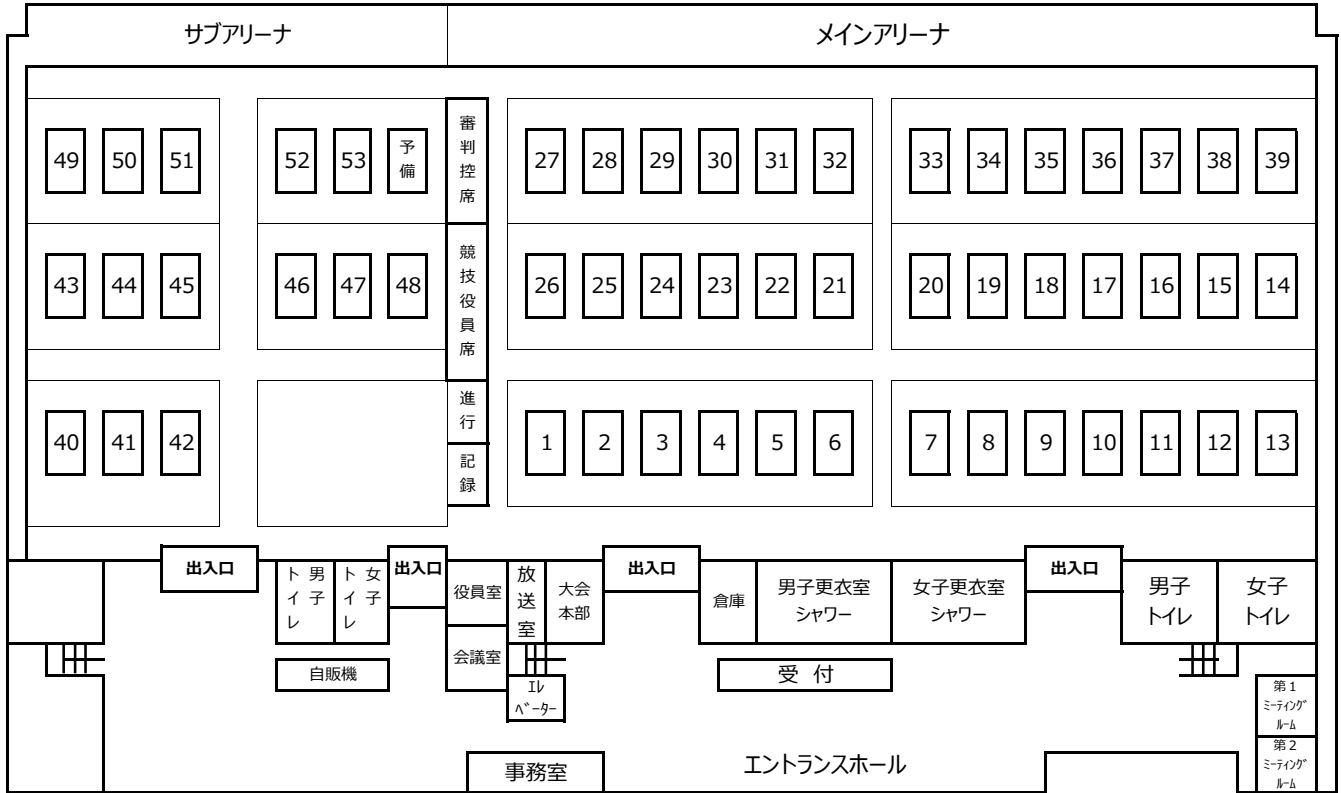 サブアリーナ
メインアリーナ
49 50 51 52 53 予備
審判控席
27 28 29 30 31 32 33 34 35 36 37 38 39
43 44 45 46 47 48
競技役員席
26 25 24 23 22 21 20 19 18 17 16 15 14
40 41 42
進行
記録
1 2 3 4 5 6 7 8 9 10 11 12 13
出入口
男子
トイレ
女子
トイレ
出入口
役員室
放送室
大会
本部
出入口
倉庫
男子更衣室
シャワー
女子更衣室
シャワー
出入口
男子
トイレ
女子
トイレ
自販機
会議室
エレ
ベーター
受 付
第1
ミーティング
ルーム
第2
ミーティング
ルーム
事務室
エントランスホール